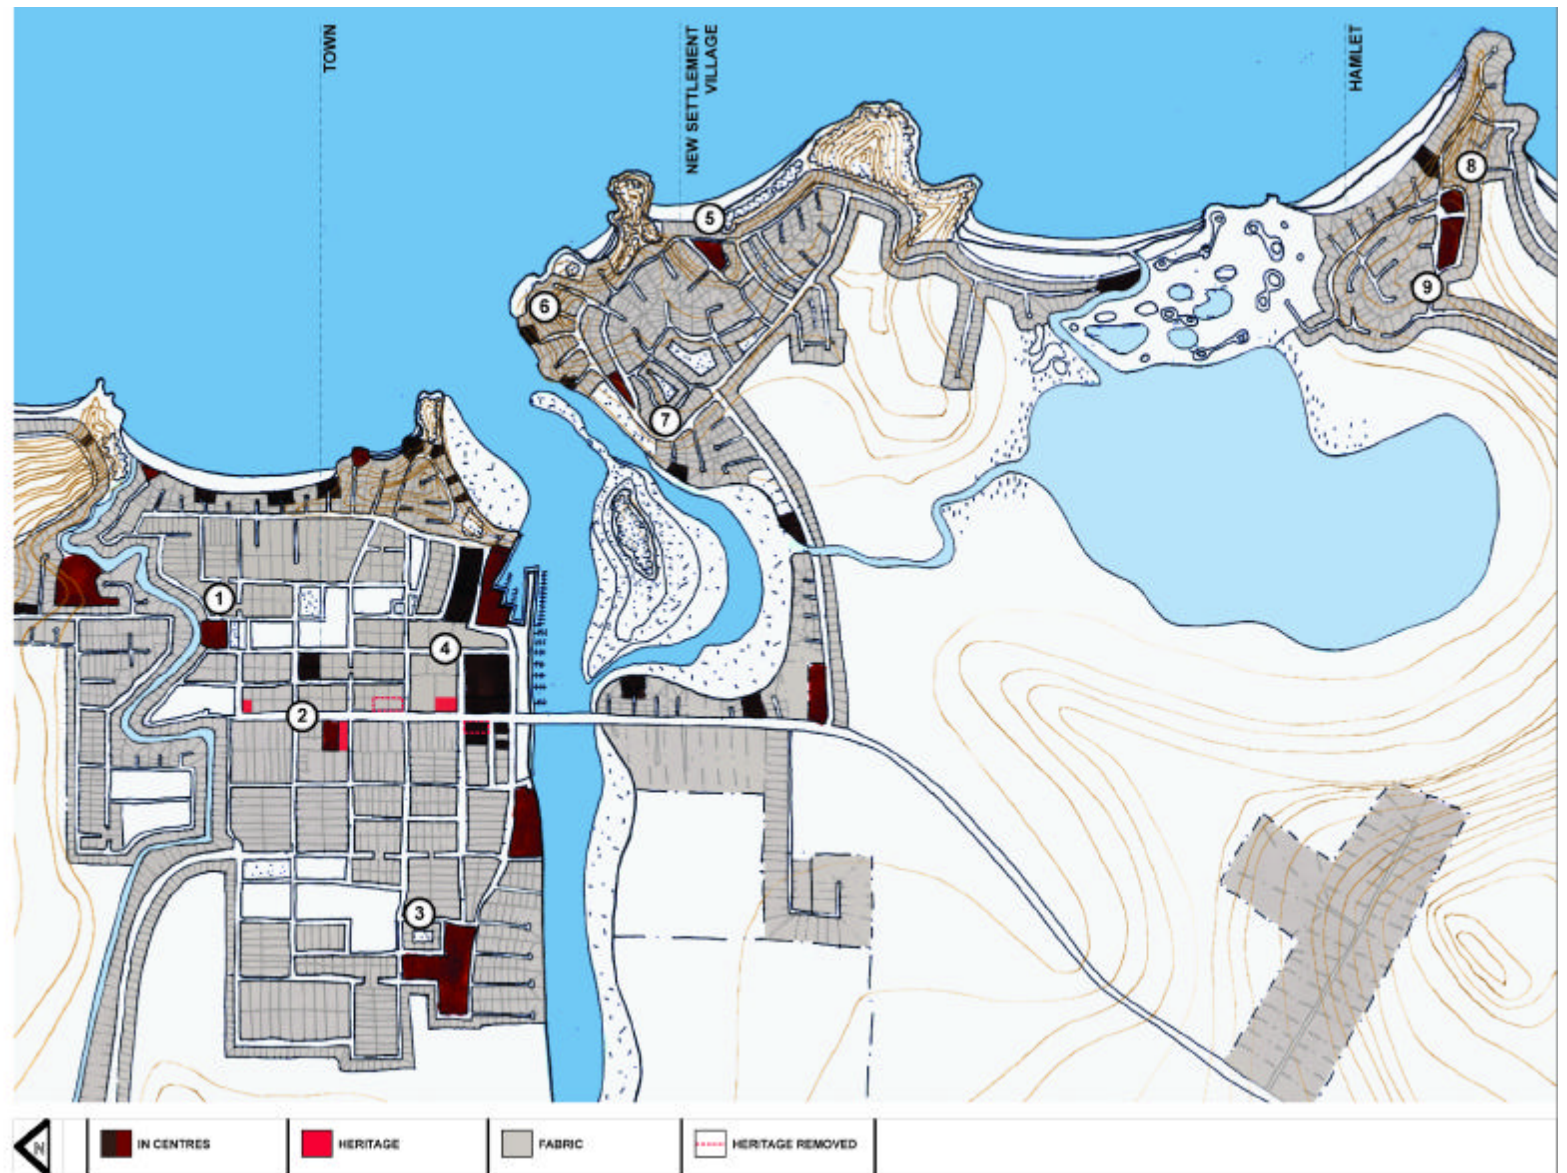 TOWN
NEW SETTLEMENT
VILLAGE
HAMLET
8
5
9
6
7
1
4
2
3
N
IN CENTRES
HERITAGE
FABRIC
HERITAGE REMOVED